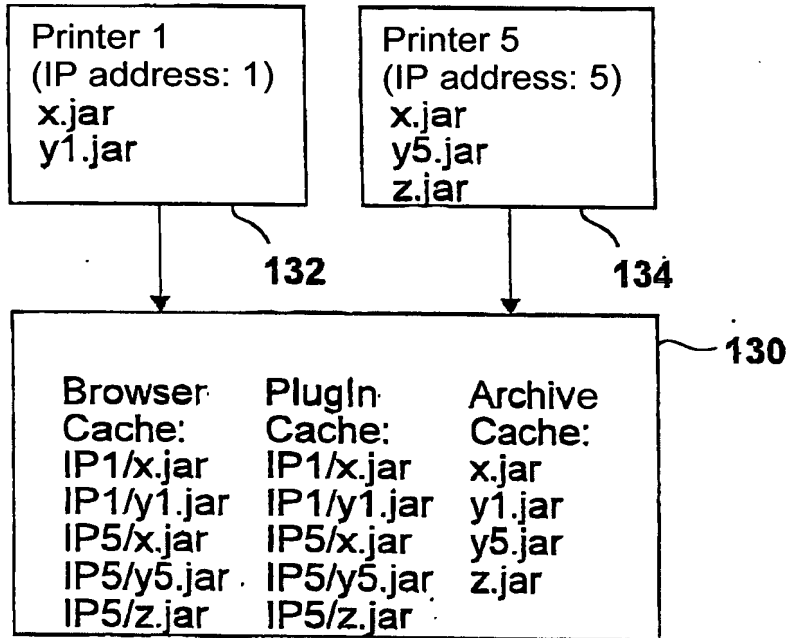 Printer 1
(IP address: 1)
x.jar
y1.jar
Printer 5
(IP address: 5)
x.jar
y5.jar
z.jar
132
134
130
Browser
Cache:
IP1/x.jar
IP1/y1.jar
IP5/x.jar
IP5/y5.jar
IP5/z.jar
PlugIn
Cache:
IP1/x.jar
IP1/y1.jar
IP5/x.jar
IP5/y5.jar
IP5/z.jar
Archive
Cache:
x.jar
y1.jar
y5.jar
z.jar